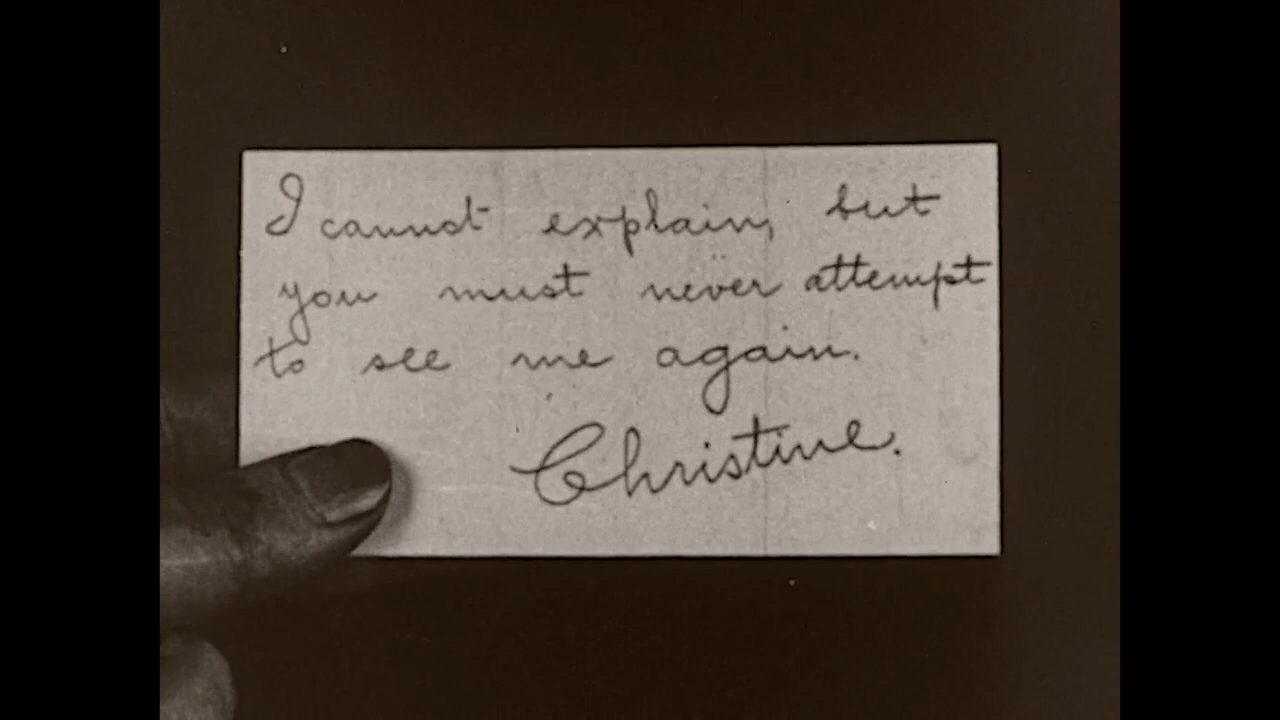 I cannot explain, but
you must never attempt
to see me again.
Christine.